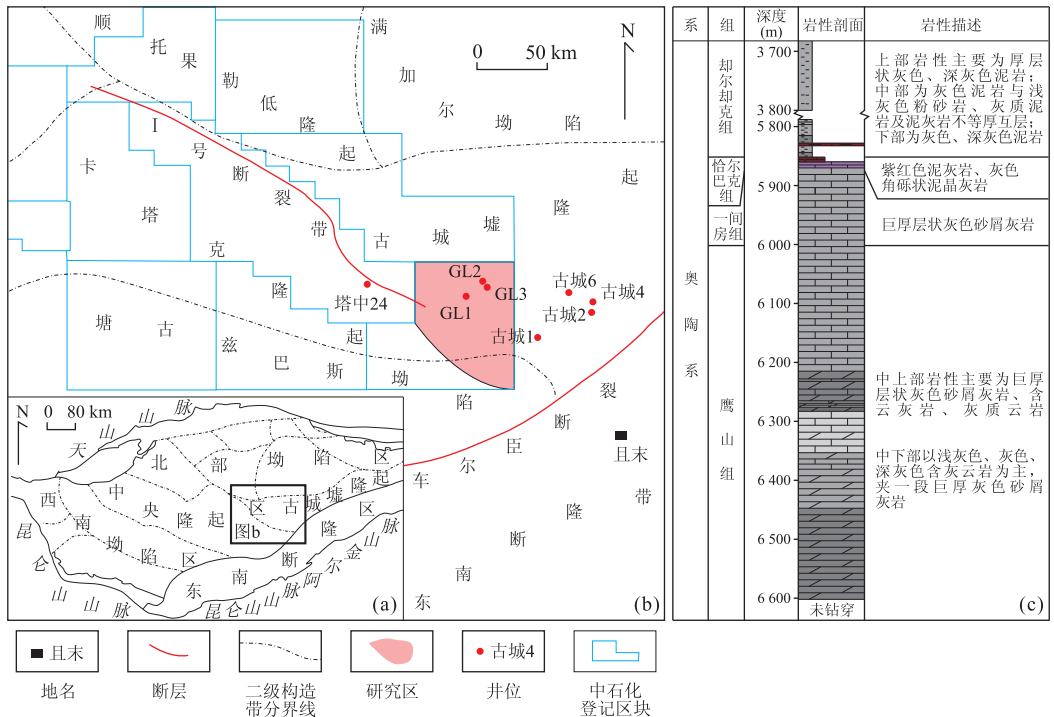 顺托果勒低隆起
满加尔坳陷
0 50 km
N
Ⅰ号断裂带
卡塔克隆起
古城墟隆起
塘古兹巴斯坳陷
塔中24
GL2
GL3
GL1
古城6
古城4
古城2
古城1
车尔臣断裂
且末
东南断隆带
(b)
N
0 80 km
天山山脉
北部坳陷区
中央隆起区
古城墟隆起
西南坳陷区
图b
东南断隆区
昆仑山山脉
昆仑山山脉
阿尔金山脉
(a)
系
组
深度
(m)
岩性剖面
岩性描述
奥陶系
却尔却克组
恰尔
巴克
组
一间
房组
鹰山组
3 700
3 800
5 800
5 900
6 000
6 100
6 200
6 300
6 400
6 500
6 600
上部岩性主要为厚层
状灰色、深灰色泥岩；
中部为灰色泥岩与浅
灰色粉砂岩、灰质泥
岩及泥灰岩不等厚互层；
下部为灰色、深灰色泥岩
紫红色泥灰岩、灰色
角砾状泥晶灰岩
巨厚层状灰色砂屑灰岩
中上部岩性主要为巨厚
层状灰色砂屑灰岩、含
云灰岩、灰质云岩
中下部以浅灰色、灰色、
深灰色含灰云岩为主，
夹一段巨厚灰色砂屑
灰岩
未钻穿
(c)
且末
地名
断层
二级构造
带分界线
研究区
古城4
井位
中石化
登记区块